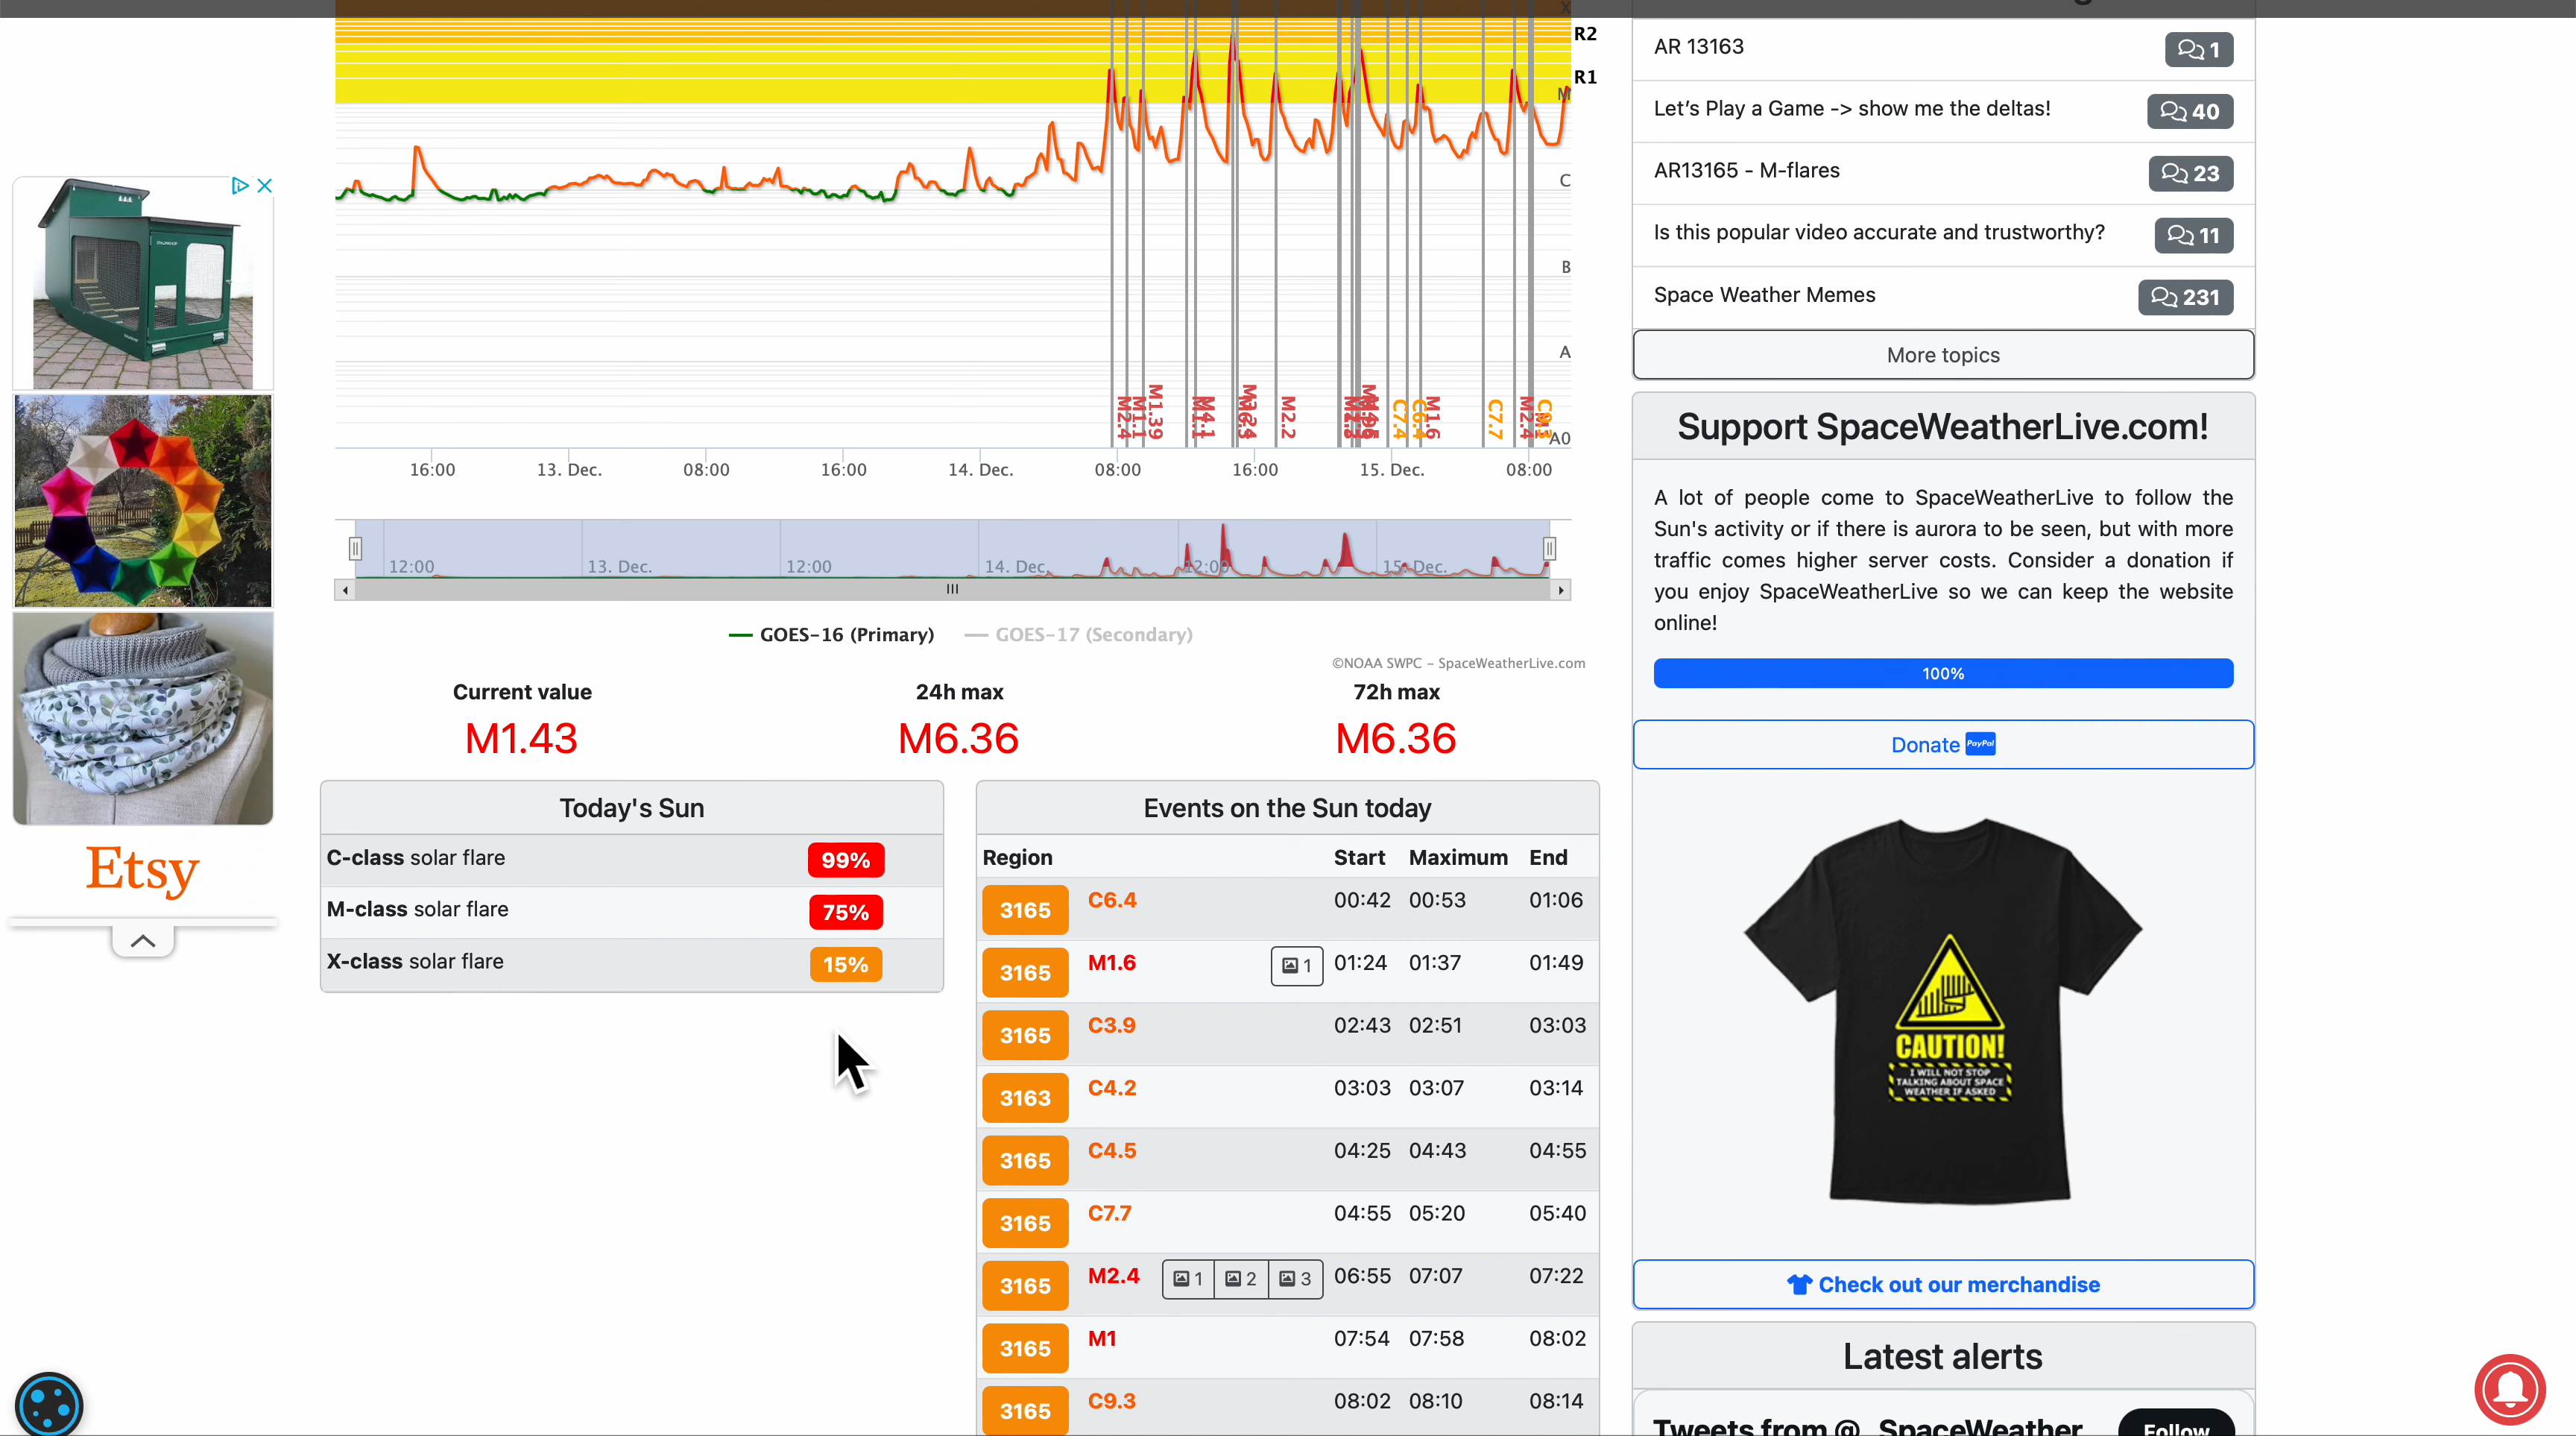 R2
R1
X
M
C
B
A
A0
M2.4
M1.1
M1.39
M4.1
M2.2
C7.4
C6.4
M1.6
C7.7
M2.4
16:00
13. Dec.
08:00
16:00
14. Dec.
08:00
16:00
15. Dec.
08:00
12:00
13. Dec.
12:00
14. Dec.
12:00
15. Dec.
GOES-16 (Primary)
GOES-17 (Secondary)
©NOAA SWPC - SpaceWeatherLive.com
Current value
M1.43
24h max
M6.36
72h max
M6.36
Today's Sun
C-class solar flare 99%
M-class solar flare 75%
X-class solar flare 15%
Events on the Sun today
Region Start Maximum End
3165 C6.4 00:42 00:53 01:06
3165 M1.6 1 01:24 01:37 01:49
3165 C3.9 02:43 02:51 03:03
3163 C4.2 03:03 03:07 03:14
3165 C4.5 04:25 04:43 04:55
3165 C7.7 04:55 05:20 05:40
3165 M2.4 1 2 3 06:55 07:07 07:22
3165 M1 07:54 07:58 08:02
3165 C9.3 08:02 08:10 08:14
Etsy
AR 13163 1
Let’s Play a Game -> show me the deltas! 40
AR13165 - M-flares 23
Is this popular video accurate and trustworthy? 11
Space Weather Memes 231
More topics
Support SpaceWeatherLive.com!
A lot of people come to SpaceWeatherLive to follow the
Sun's activity or if there is aurora to be seen, but with more
traffic comes higher server costs. Consider a donation if
you enjoy SpaceWeatherLive so we can keep the website
online!
100%
Donate PayPal
CAUTION!
I WILL NOT STOP
TALKING ABOUT SPACE
WEATHER IF ASKED
Check out our merchandise
Latest alerts
Tweets from @_SpaceWeather_
Follow